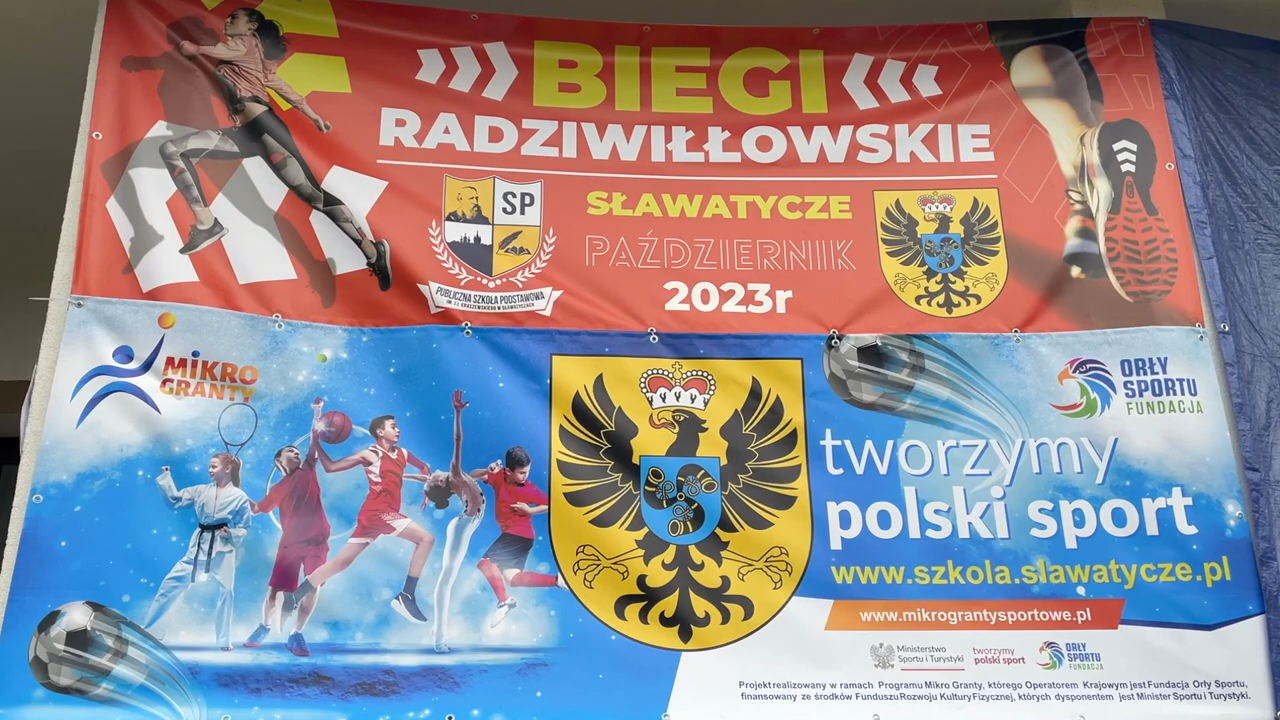 BIEGI
RADZIWIŁŁOWSKIE
SP
PUBLICZNA SZKOŁA PODSTAWOWA
IM. J.I. KRASZEWSKIEGO W SŁAWATYCZACH
SŁAWATYCZE
PAŹDZIERNIK
2023r
MiKRO
GRANTY
ORŁY
SPORTU
FUNDACJA
tworzymy
polski sport
www.szkola.slawatycze.pl
www.mikrograntysportowe.pl
Ministerstwo
Sportu i Turystyki
tworzymy
polski sport
ORŁY
SPORTU
FUNDACJA
Projekt realizowany w ramach Programu Mikro Granty, którego Operatorem Krajowym jest Fundacja Orły Sportu,
finansowany ze środków Funduszu Rozwoju Kultury Fizycznej, których dysponentem jest Minister Sportu i Turystyki.